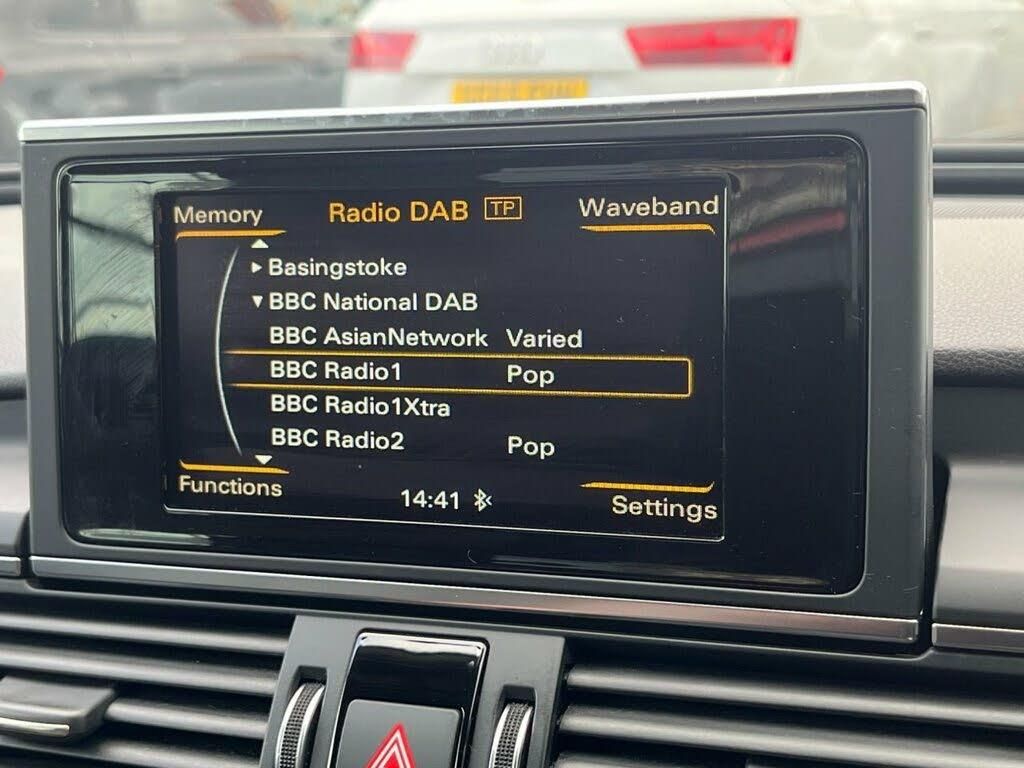 Memory Radio DAB TP Waveband
Basingstoke
BBC National DAB
BBC AsianNetwork Varied
BBC Radio1 Pop
BBC Radio1Xtra
BBC Radio2 Pop
Functions 14:41 Settings